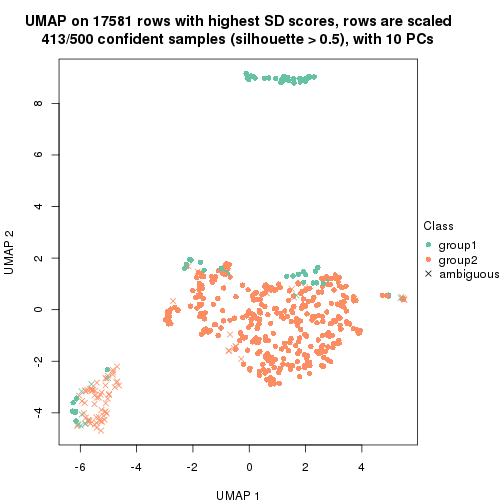 UMAP on 17581 rows with highest SD scores, rows are scaled
413/500 confident samples (silhouette > 0.5), with 10 PCs
8
6
4
2
0
-2
-4
UMAP 2
-6
-4
-2
0
2
4
UMAP 1
Class
group1
group2
ambiguous